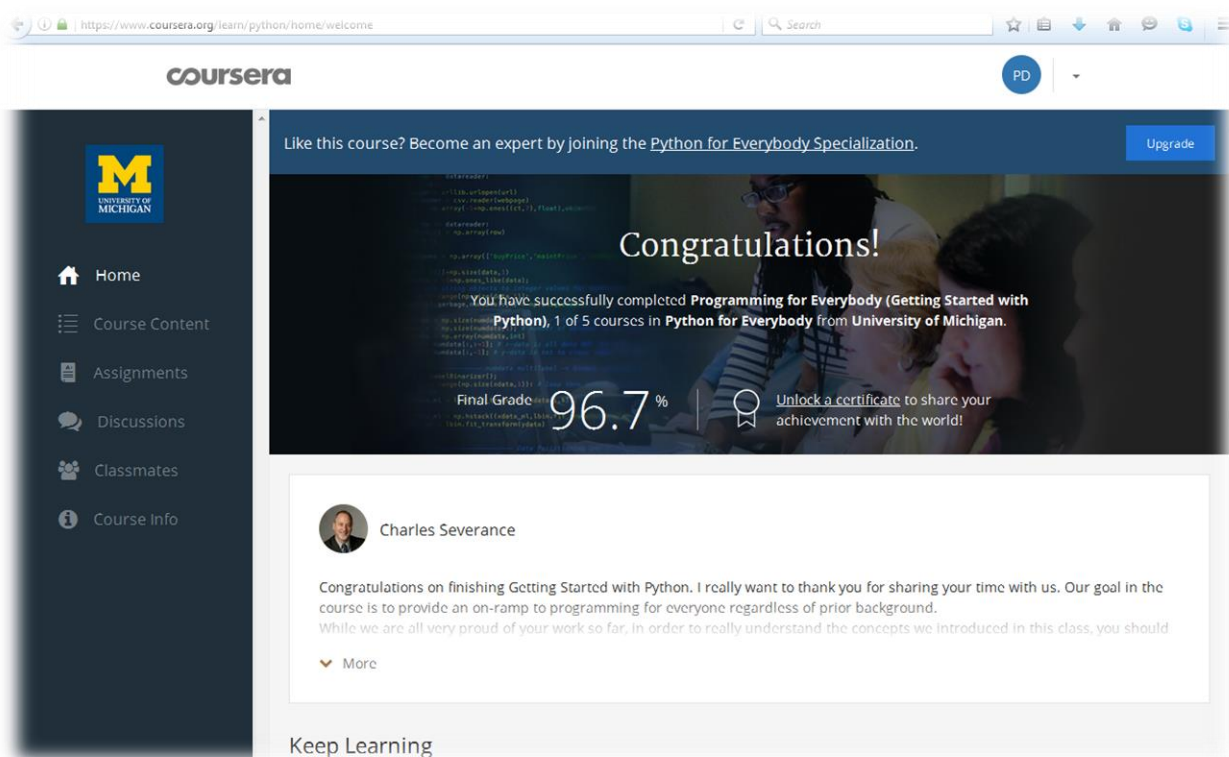 https://www.coursera.org/learn/python/home/welcome
Search
coursera
PD
M
UNIVERSITY OF
MICHIGAN
Home
Course Content
Assignments
Discussions
Classmates
Course Info
Like this course? Become an expert by joining the Python for Everybody Specialization.
Upgrade
Congratulations!
You have successfully completed Programming for Everybody (Getting Started with
Python), 1 of 5 courses in Python for Everybody from University of Michigan.
Final Grade 96.7 %
Unlock a certificate to share your
achievement with the world!
Charles Severance
Congratulations on finishing Getting Started with Python. I really want to thank you for sharing your time with us. Our goal in the
course is to provide an on-ramp to programming for everyone regardless of prior background.
While we are all very proud of your work so far, in order to really understand the concepts we introduced in this class, you should
More
Keep Learning